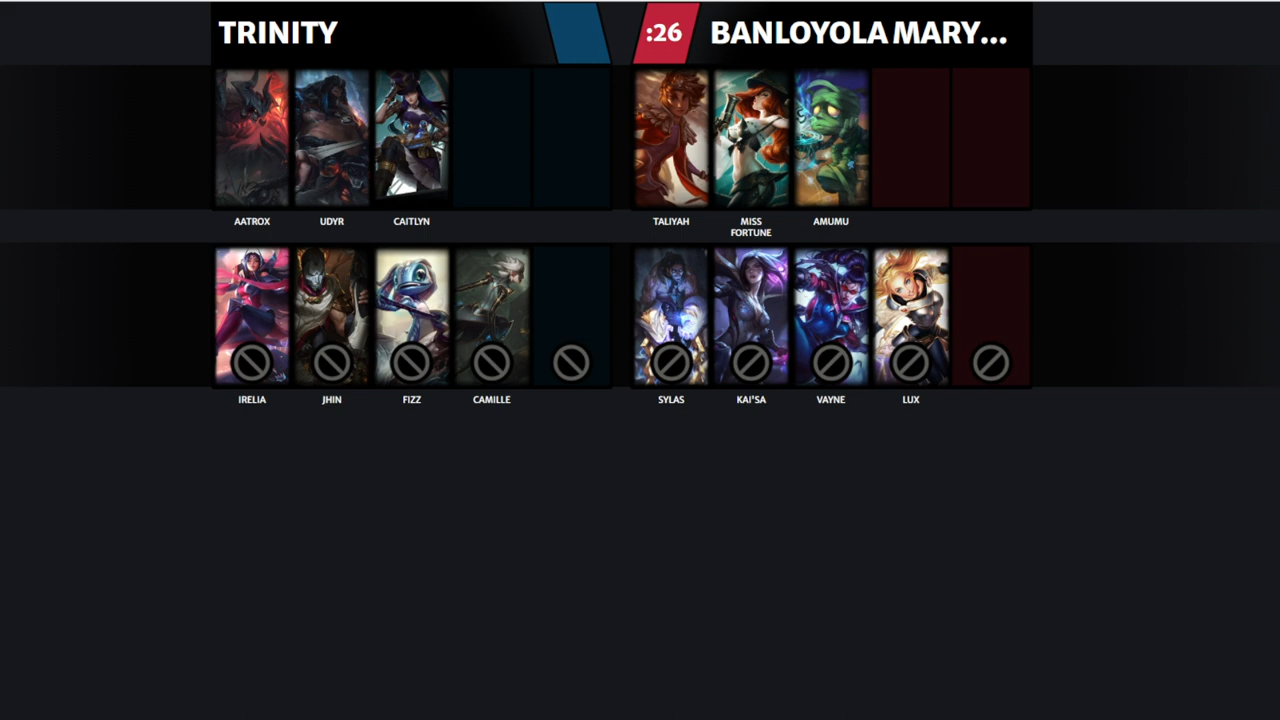 TRINITY
:26
BANLOYOLA MARY...
AATROX
UDYR
CAITLYN
TALIYAH
MISS
FORTUNE
AMUMU
IRELIA
JHIN
FIZZ
CAMILLE
SYLAS
KAI'SA
VAYNE
LUX